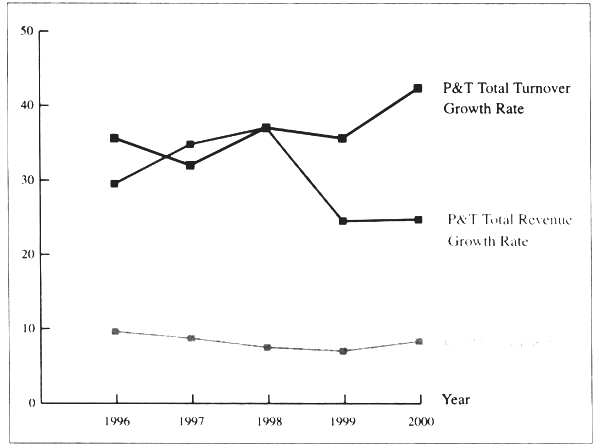 50
40
30
20
10
0
P&T Total Turnover
Growth Rate
P&T Total Revenue
Growth Rate
Year
1996 1997 1998 1999 2000